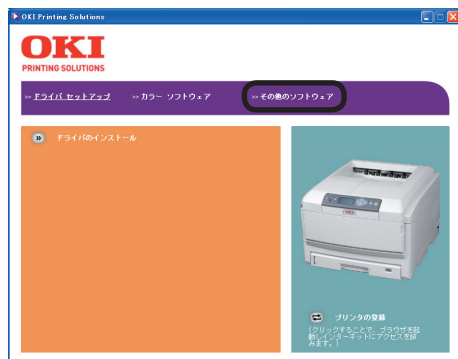 OKI Printing Solutions
OKI
PRINTING SOLUTIONS
>> ドライバ セットアップ >> カラー ソフトウェア >> その他のソフトウェア
>> ドライバのインストール
OKI
プリンタの登録
(クリックすることで、ブラウザを起
動しインターネットにアクセスを試
みます。)